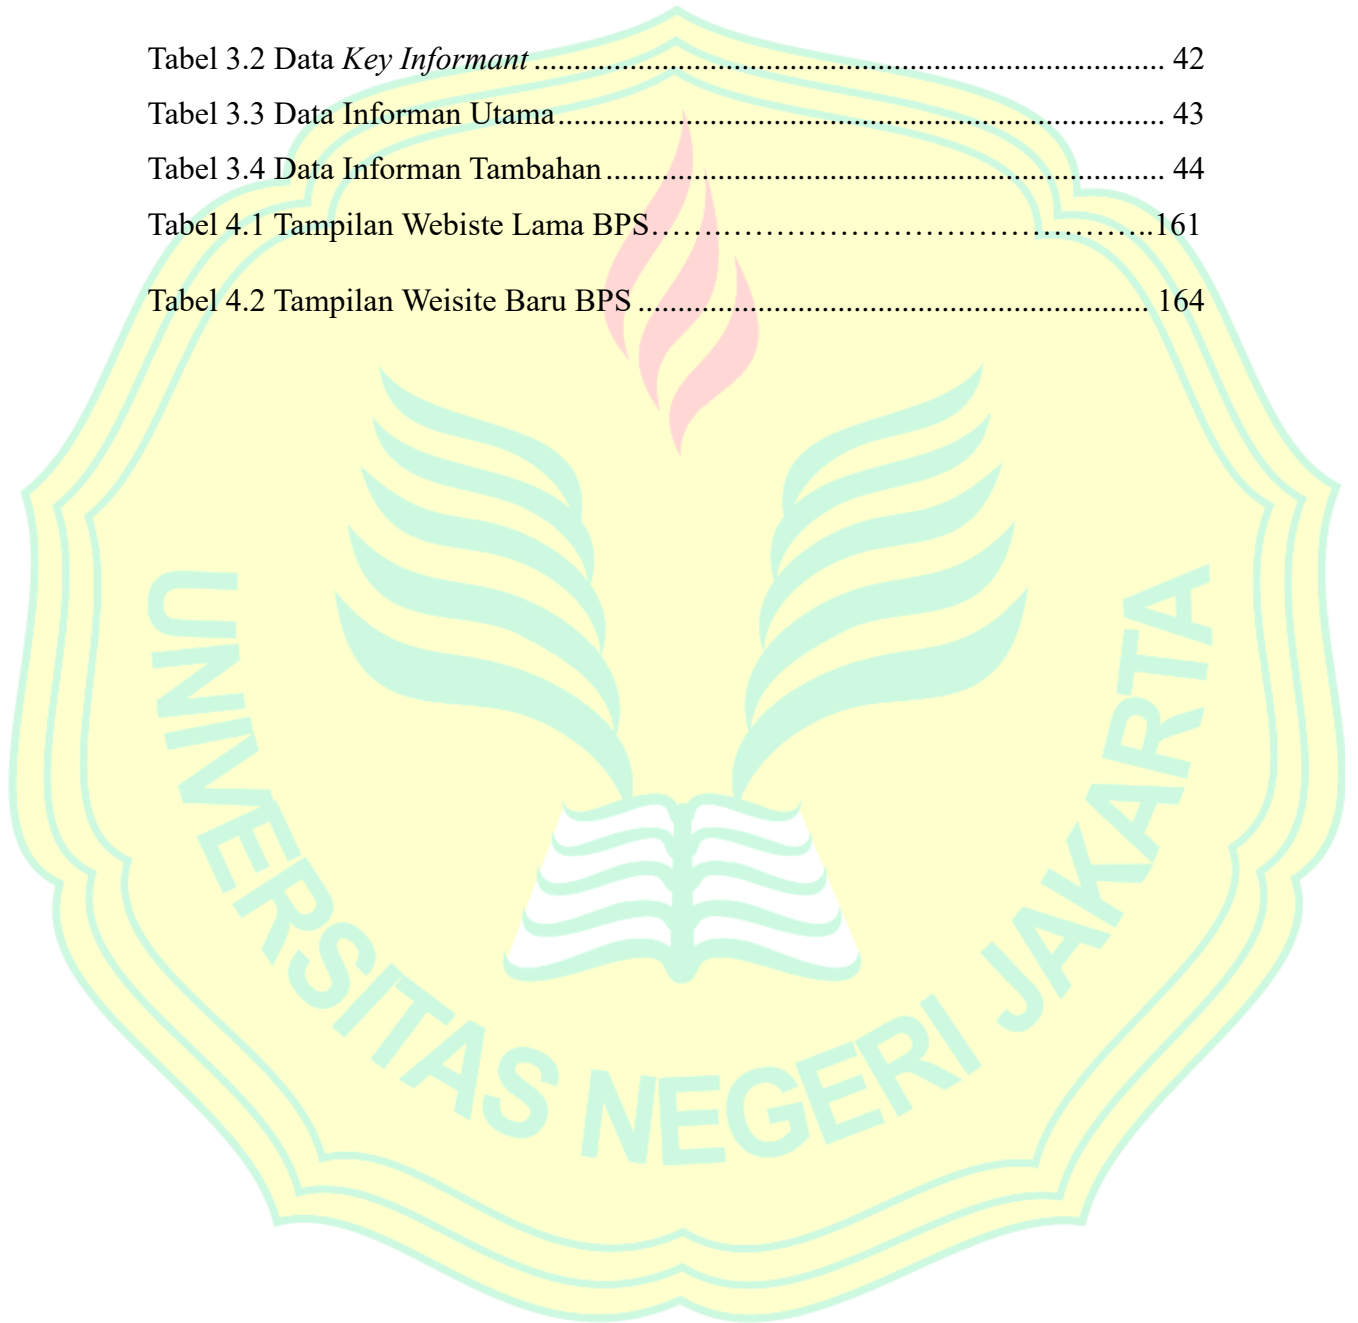 Tabel 3.2 Data Key Informant ............................................................................... 42
Tabel 3.3 Data Informan Utama............................................................................ 43
Tabel 3.4 Data Informan Tambahan...................................................................... 44
Tabel 4.1 Tampilan Webiste Lama BPS…….……………………………….………….161
Tabel 4.2 Tampilan Weisite Baru BPS ................................................................ 164
UNIVERSITAS NEGERI JAKARTA